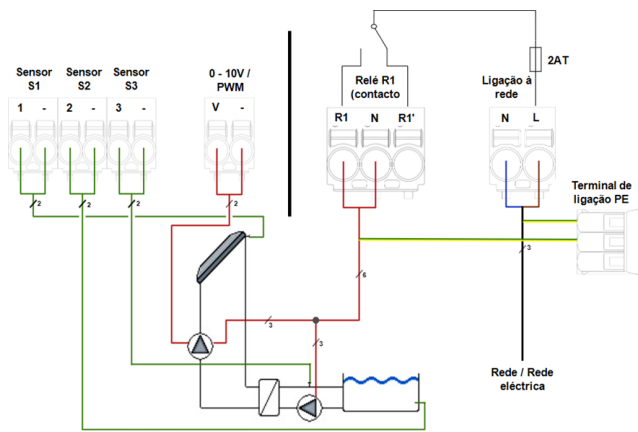 2AT
Sensor
S1
Sensor
S2
Sensor
S3
0 - 10V /
PWM
Relé R1
(contacto
Ligação à
rede
1 -
2 -
3 -
V -
R1 N R1'
N L
Terminal de
ligação PE
2
2
2
2
3
6
3
3
Rede / Rede
eléctrica